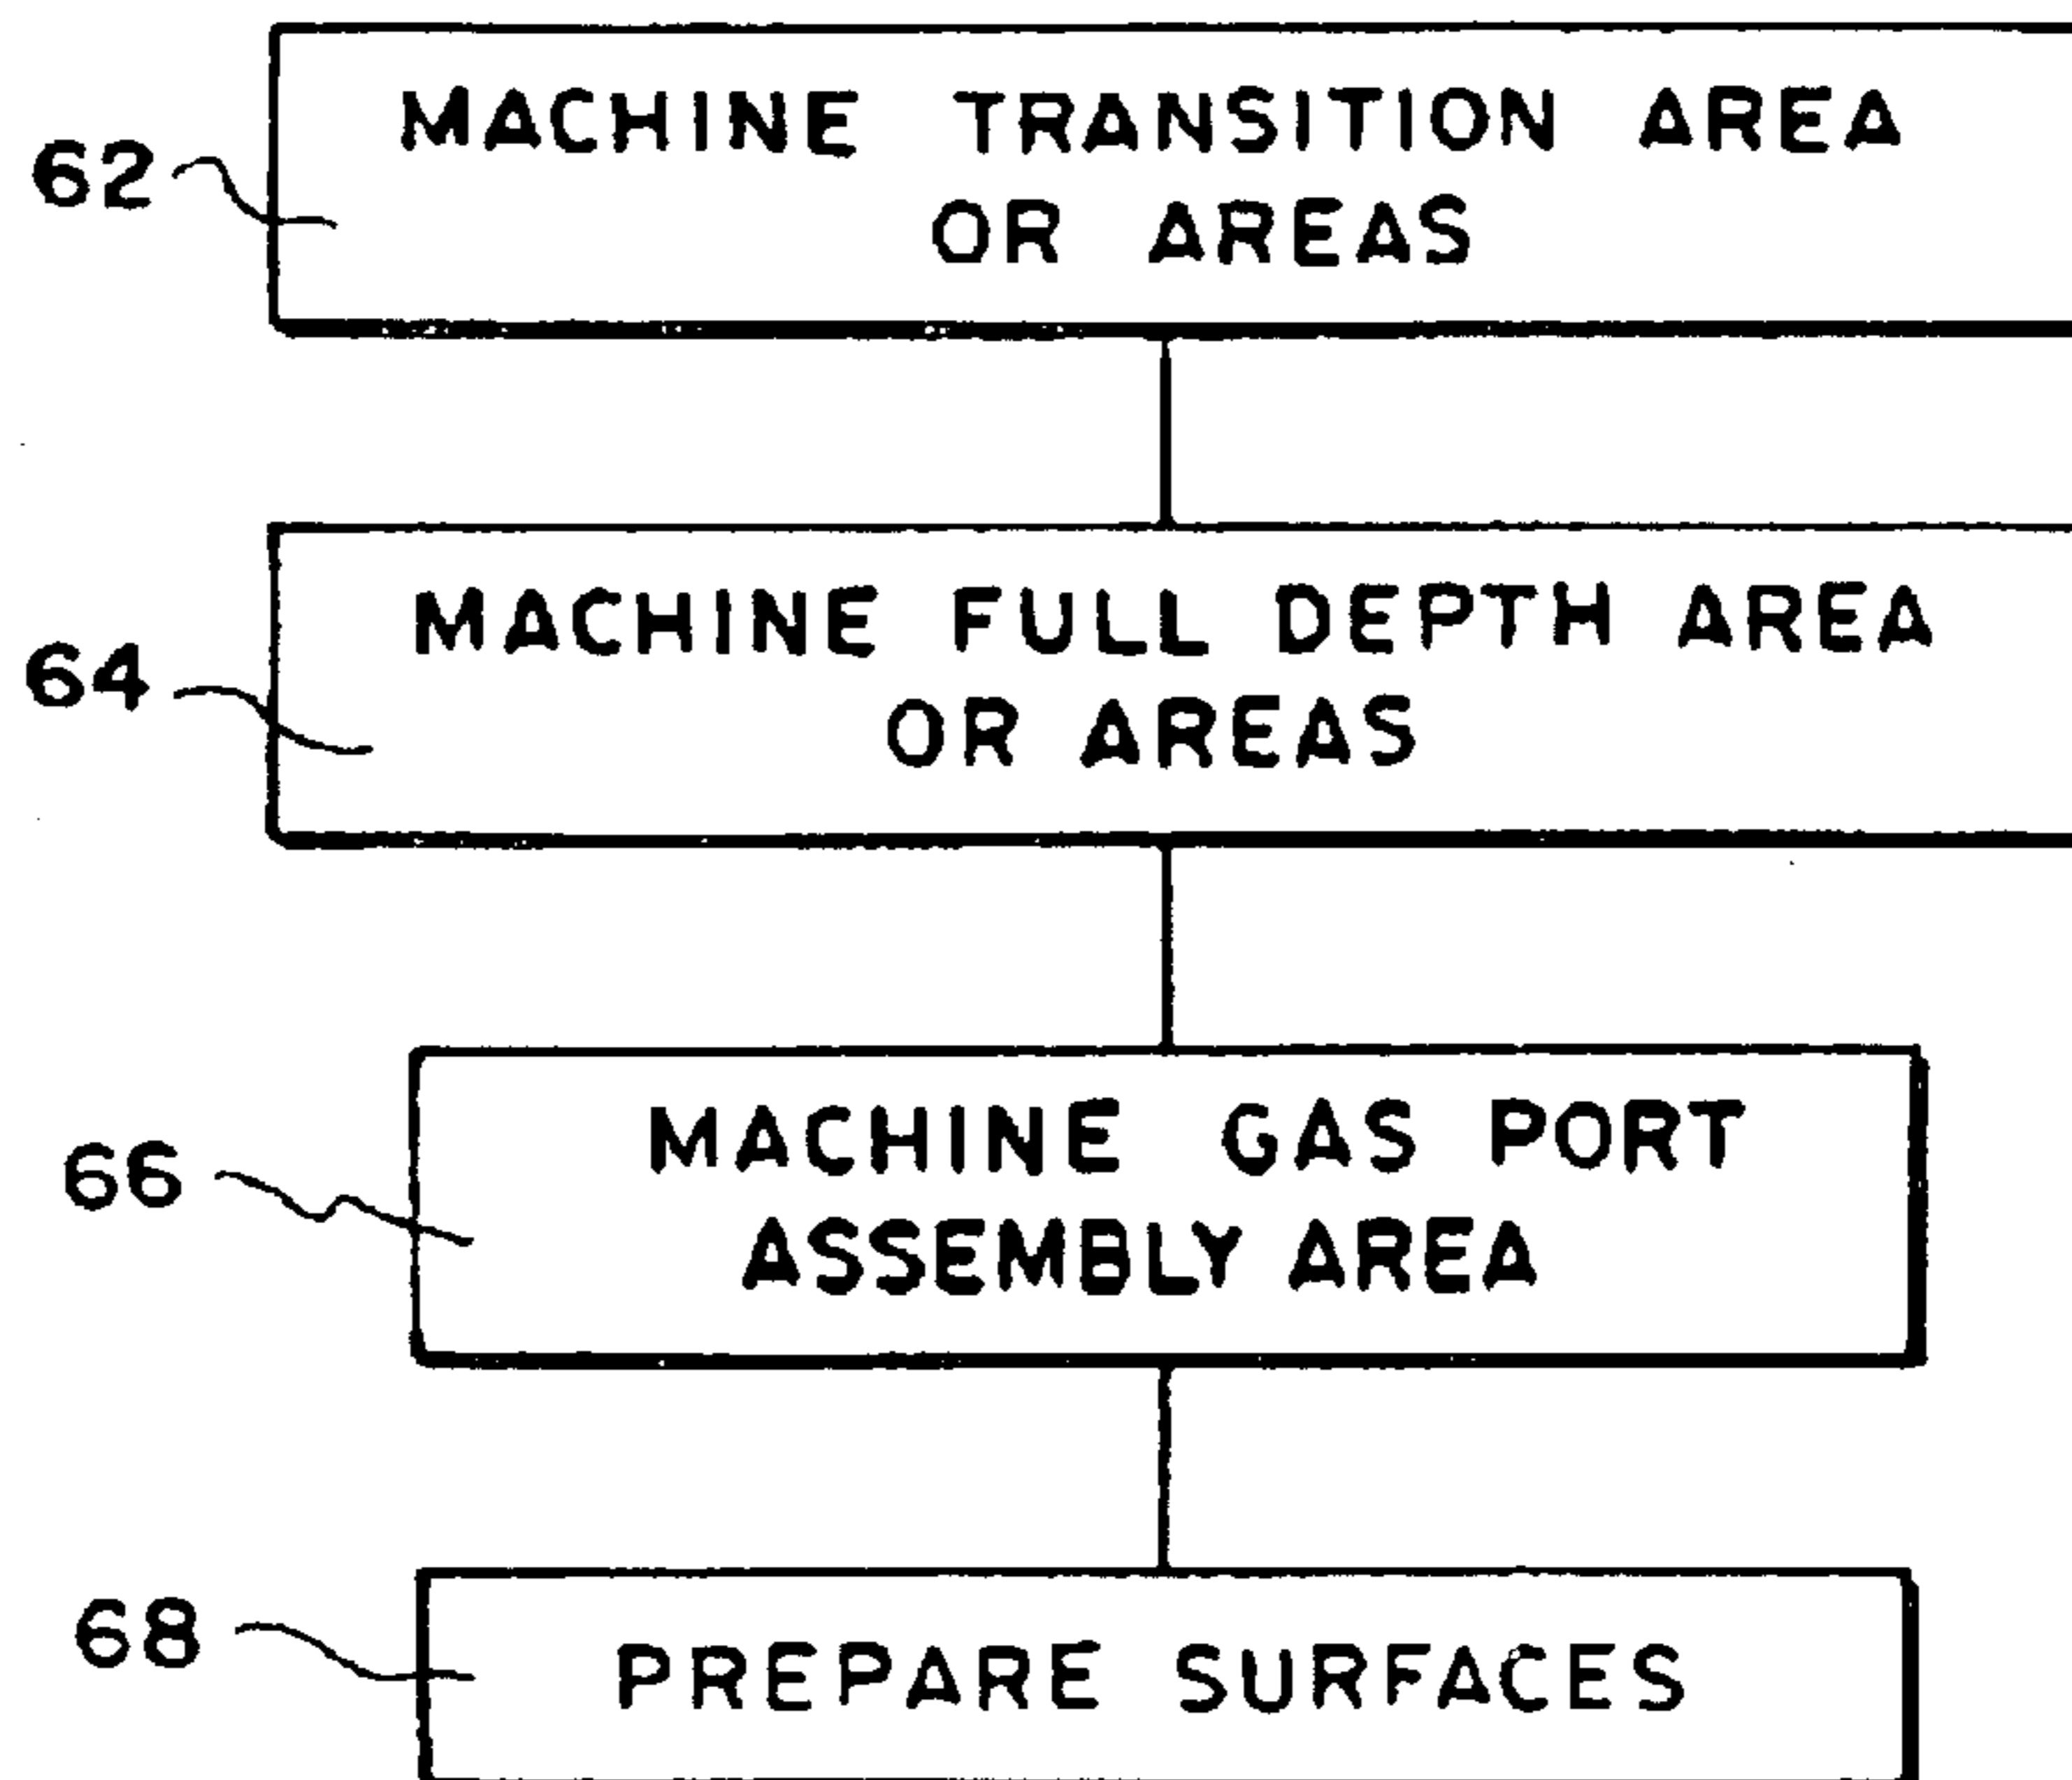 62
MACHINE TRANSITION AREA
OR AREAS
64
MACHINE FULL DEPTH AREA
OR AREAS
66
MACHINE GAS PORT
ASSEMBLY AREA
68
PREPARE SURFACES